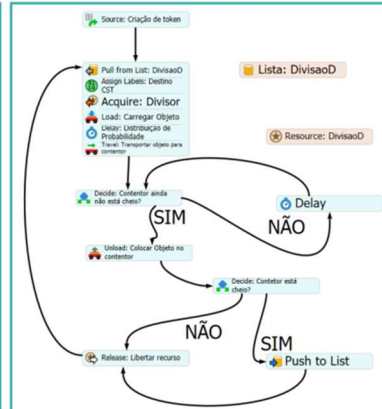 Source: Criação de token
Pull from List: DivisaoD
Assign Labels: Destino
CST
Acquire: Divisor
Load: Carregar Objeto
Delay: Distribuição de
Probabilidade
Travel: Transportar objeto para
contentor
Lista: DivisaoD
Resource: DivisaoD
Decide: Contentor ainda
não está cheio?
Delay
SIM
NÃO
Unload: Colocar Objeto no
contentor
Decide: Contetor está
cheio?
NÃO
SIM
Release: Libertar recurso
Push to List